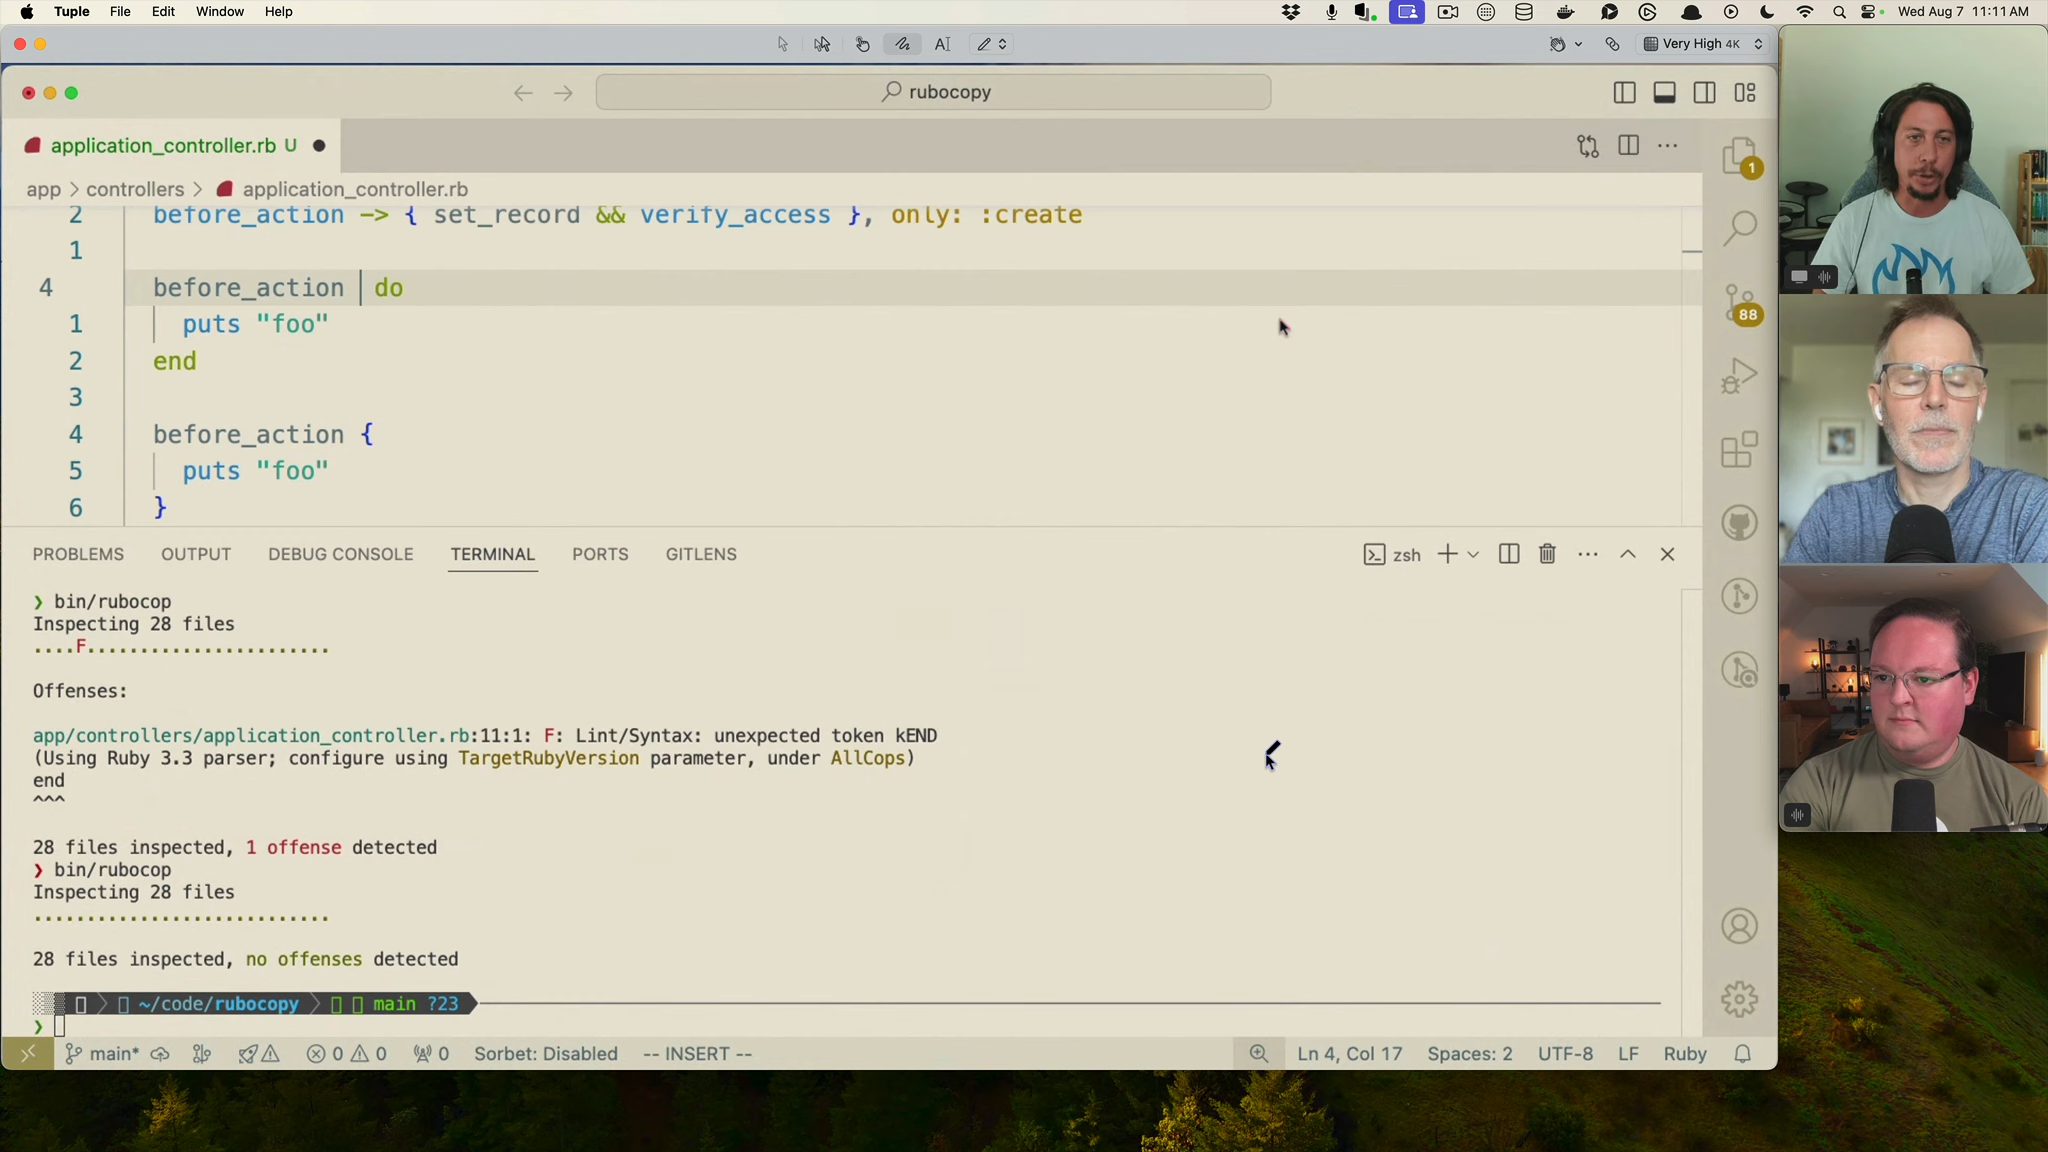 Tuple File Edit Window Help Wed Aug 7 11:11 AM
Very High 4K
rubocopy
application_controller.rb U
app > controllers > application_controller.rb
2 before_action -> { set_record && verify_access }, only: :create
1
4 before_action do
1 puts "foo"
2 end
3
4 before_action {
5 puts "foo"
6 }
1
88
PROBLEMS OUTPUT DEBUG CONSOLE TERMINAL PORTS GITLENS zsh
❯ bin/rubocop
Inspecting 28 files
....F.......................
Offenses:
app/controllers/application_controller.rb:11:1: F: Lint/Syntax: unexpected token kEND
(Using Ruby 3.3 parser; configure using TargetRubyVersion parameter, under AllCops)
end
^^^
28 files inspected, 1 offense detected
❯ bin/rubocop
Inspecting 28 files
............................
28 files inspected, no offenses detected
~/code/rubocopy main ?23
❯
main* 0 0 0 Sorbet: Disabled -- INSERT -- Ln 4, Col 17 Spaces: 2 UTF-8 LF Ruby